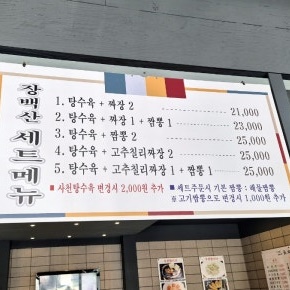 장백산 세트메뉴
1. 탕수육 + 짜장 2 21,000
2. 탕수육 + 짜장 1 + 짬뽕 1 23,000
3. 탕수육 + 짬뽕 2 25,000
4. 탕수육 + 고추칠리짜장 2 25,000
5. 탕수육 + 고추칠리짜장 1 + 짬뽕 1 25,000
■ 사천탕수육 변경시 2,000원 추가
■ 세트주문시 기본 짬뽕 : 해물짬뽕
※ 고기짬뽕으로 변경시 1,000원 추가